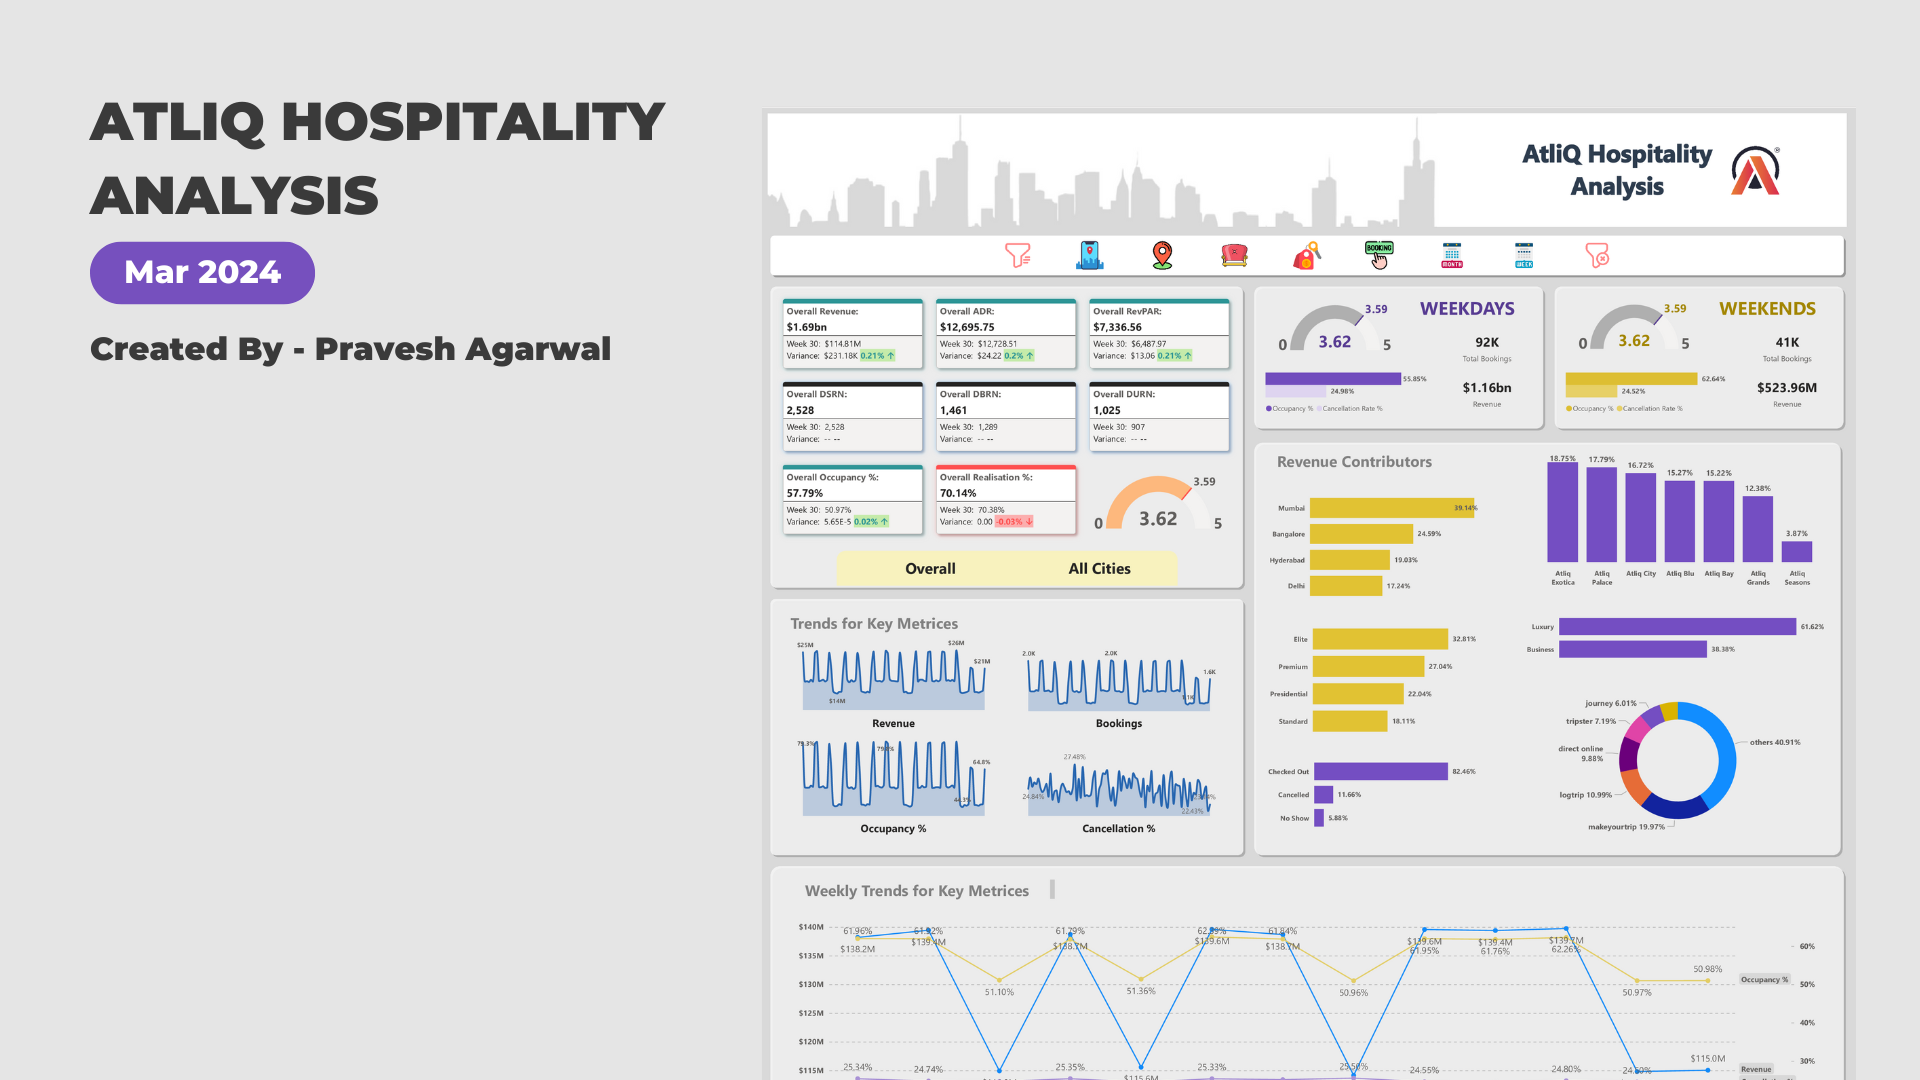 ATLIQ HOSPITALITY
ANALYSIS
Mar 2024
Created By - Pravesh Agarwal
AtliQ Hospitality
Analysis
BOOKING
MONTH
WEEK
Overall Revenue:
$1.69bn
Week 30: $114.81M
Variance: $231.18K 0.21% ↑
Overall ADR:
$12,695.75
Week 30: $12,728.51
Variance: $24.22 0.2% ↑
Overall RevPAR:
$7,336.56
Week 30: $6,487.97
Variance: $13.06 0.21% ↑
Overall DSRN:
2,528
Week 30: 2,528
Variance: -- --
Overall DBRN:
1,461
Week 30: 1,289
Variance: -- --
Overall DURN:
1,025
Week 30: 907
Variance: -- --
Overall Occupancy %:
57.79%
Week 30: 50.97%
Variance: 5.65E-5 0.02% ↑
Overall Realisation %:
70.14%
Week 30: 70.38%
Variance: 0.00 -0.03% ↓
3.59
0 3.62 5
Overall All Cities
3.59
WEEKDAYS
0 3.62 5
92K
Total Bookings
55.85%
24.98%
$1.16bn
Revenue
Occupancy % Cancellation Rate %
3.59
WEEKENDS
0 3.62 5
41K
Total Bookings
62.64%
24.52%
$523.96M
Revenue
Occupancy % Cancellation Rate %
Trends for Key Metrices
$25M
$14M
$26M
$21M
Revenue
2.0K
2.0K
1.6K
Bookings
64.8%
Occupancy %
27.48%
24.84%
22.43%
Cancellation %
Revenue Contributors
Mumbai 39.14%
Bangalore 24.59%
Hyderabad 19.03%
Delhi 17.24%
18.75% 17.79% 16.72% 15.27% 15.22% 12.38% 3.87%
Atliq Exotica
Atliq Palace
Atliq City
Atliq Blu
Atliq Bay
Atliq Grands
Atliq Seasons
Elite 32.81%
Premium 27.04%
Presidential 22.04%
Standard 18.11%
Luxury 61.62%
Business 38.38%
Checked Out 82.46%
Cancelled 11.66%
No Show 5.88%
journey 6.01%
tripster 7.19%
direct online
9.88%
logtrip 10.99%
makeyourtrip 19.97%
others 40.91%
Weekly Trends for Key Metrices
$140M
$135M
$130M
$125M
$120M
$115M
61.96%
$138.2M
$139.4M
51.10%
61.79%
$138.7M
51.36%
$139.6M
61.84%
$138.7M
50.96%
$139.6M
61.95%
$139.4M
61.76%
$139.7M
62.26%
50.97%
50.98%
$115.0M
25.34%
24.74%
25.35%
$115.6M
25.33%
24.55%
24.80%
60%
50%
40%
30%
Occupancy %
Revenue